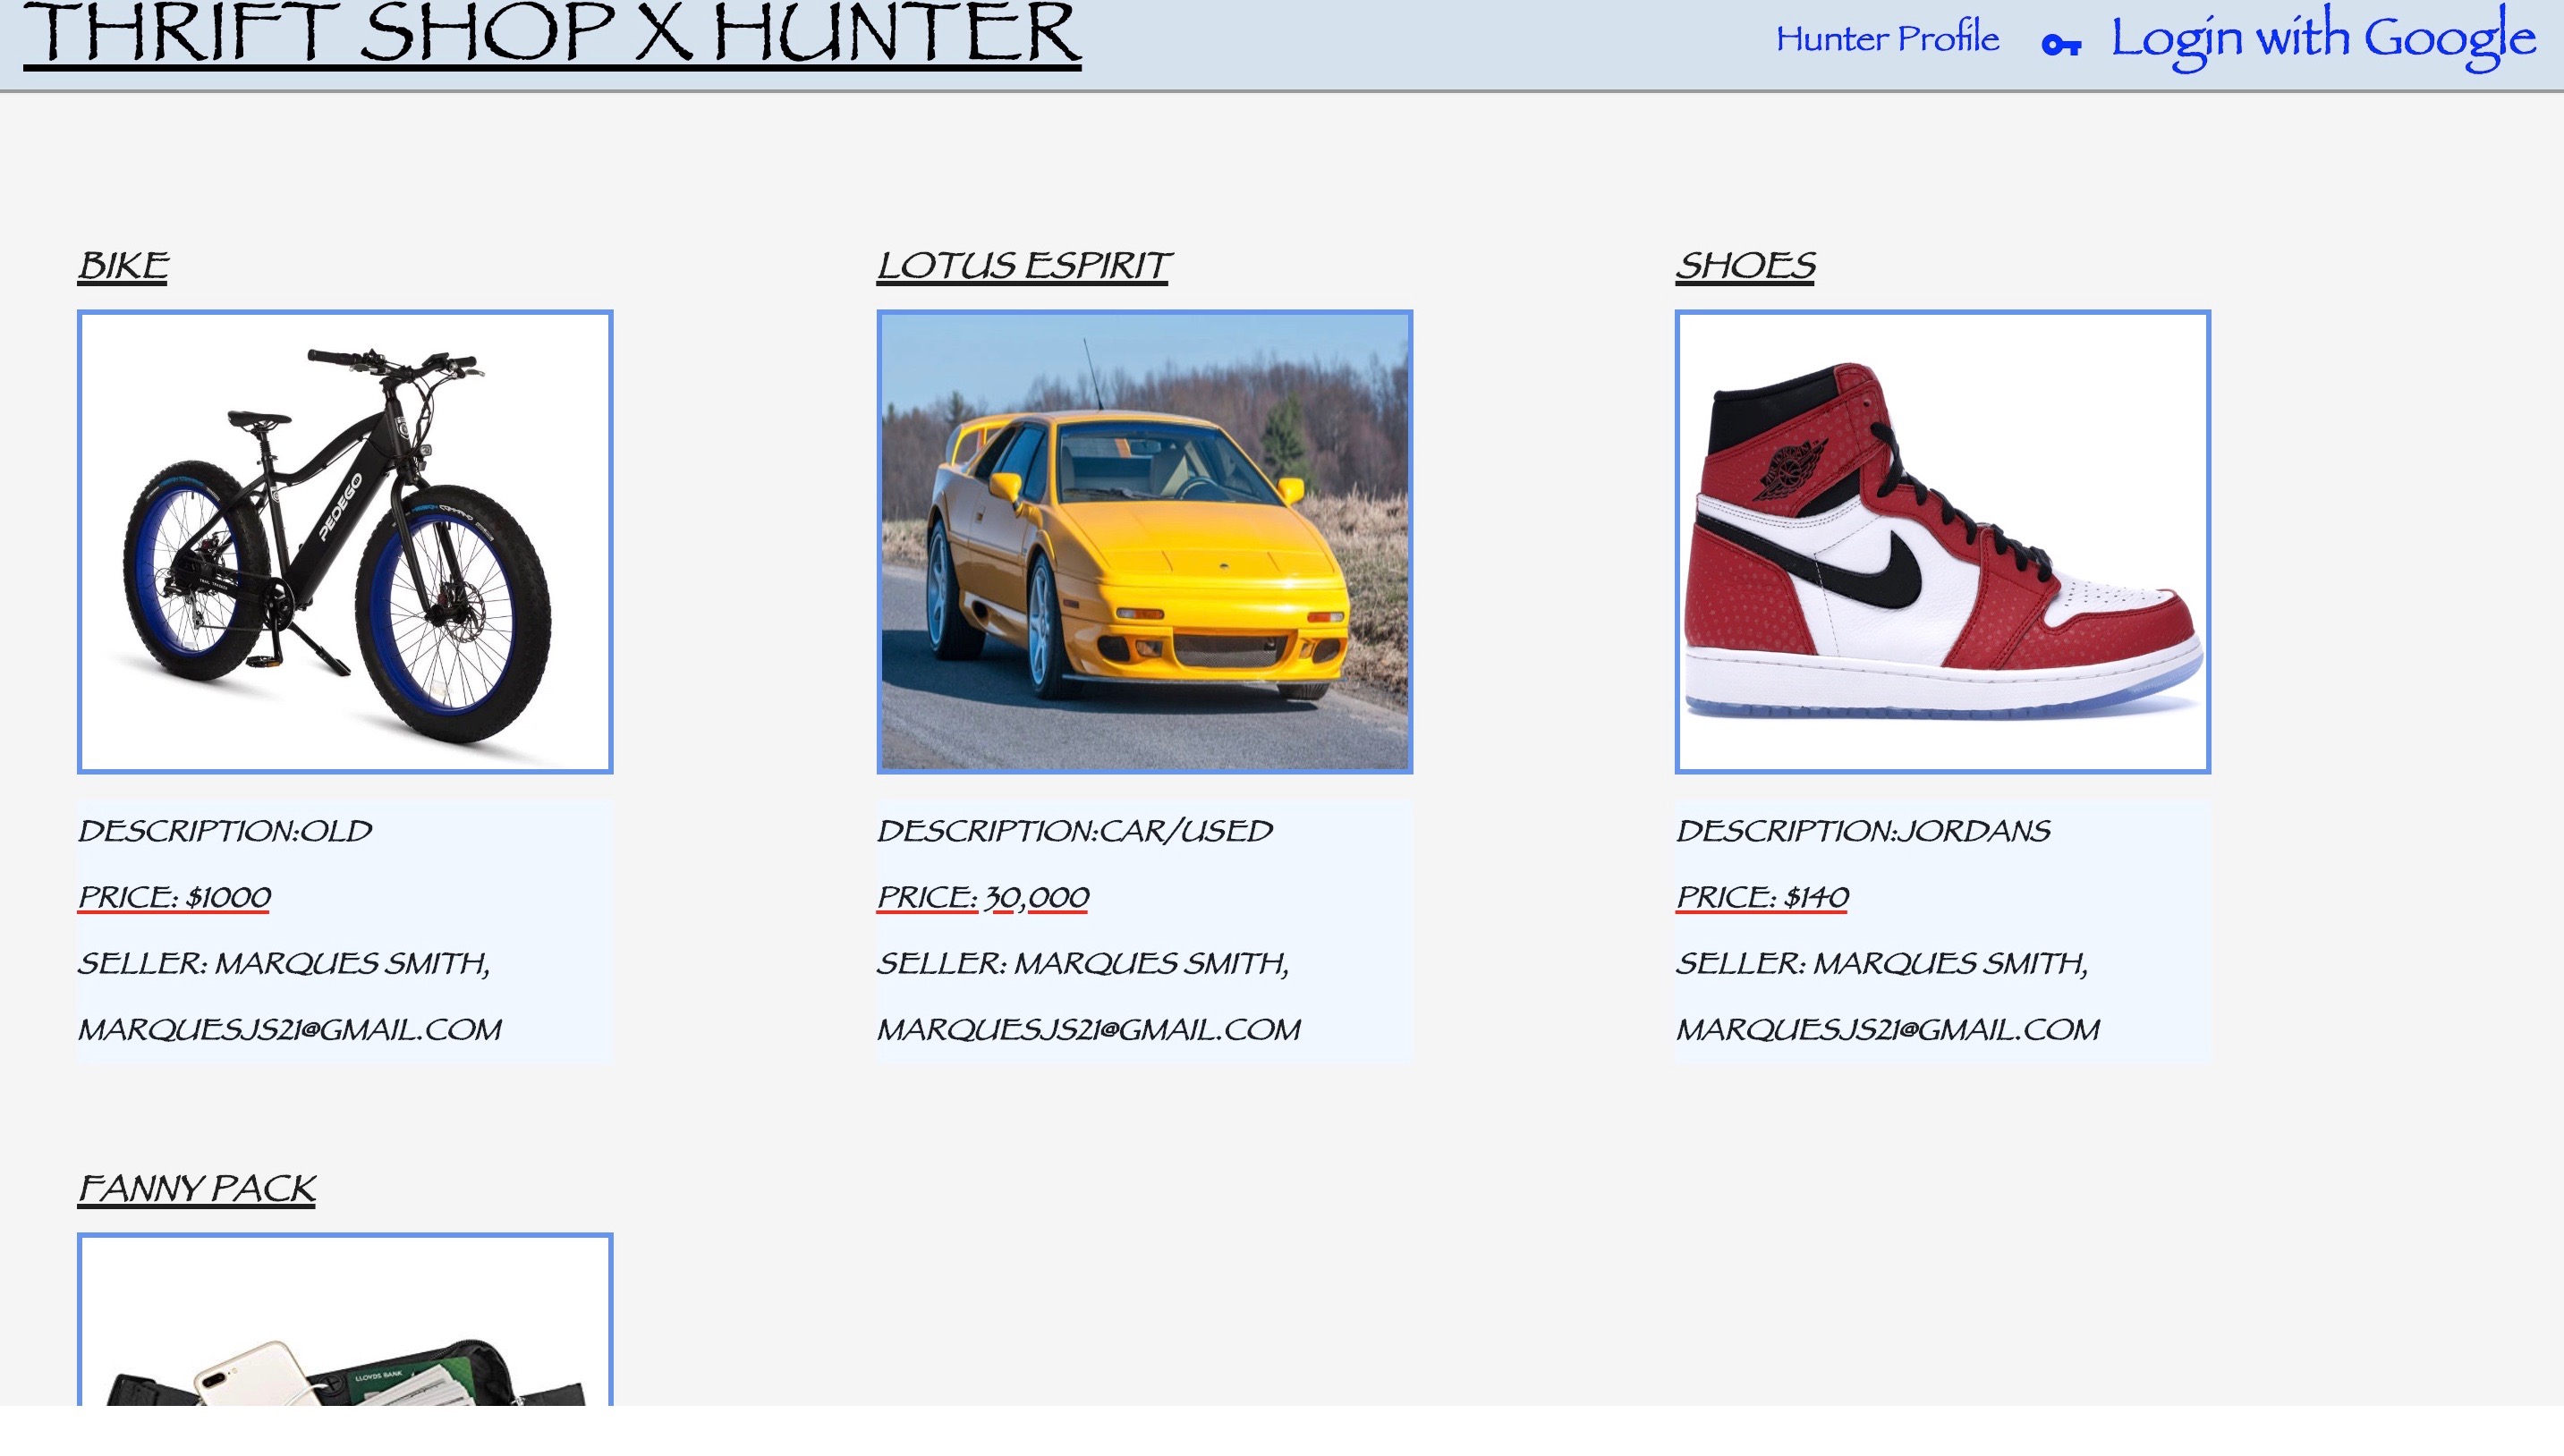 THRIFT SHOP X HUNTER
Hunter Profile
Login with Google
BIKE
LOTUS ESPIRIT
SHOES
PEDEGO
DESCRIPTION:OLD
PRICE: $1000
SELLER: MARQUES SMITH,
MARQUESJS21@GMAIL.COM
DESCRIPTION:CAR/USED
PRICE: 30,000
SELLER: MARQUES SMITH,
MARQUESJS21@GMAIL.COM
DESCRIPTION:JORDANS
PRICE: $140
SELLER: MARQUES SMITH,
MARQUESJS21@GMAIL.COM
FANNY PACK
LLOYDS BANK